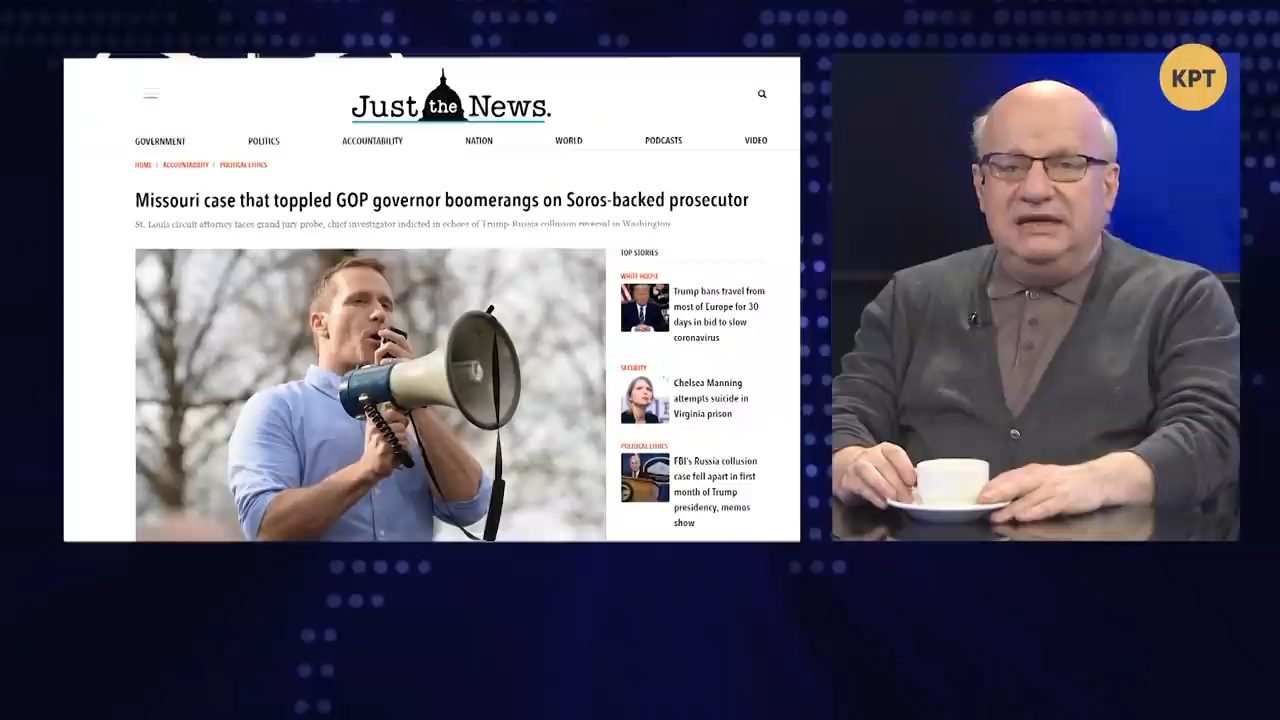 KPT
Just the News.
GOVERNMENT POLITICS ACCOUNTABILITY NATION WORLD PODCASTS VIDEO
HOME | ACCOUNTABILITY | POLITICAL ETHICS
Missouri case that toppled GOP governor boomerangs on Soros-backed prosecutor
St. Louis circuit attorney faces grand jury probe, chief investigator indicted in echoes of Trump-Russia collusion reversal in Washington.
TOP STORIES
WHITE HOUSE
Trump bans travel from
most of Europe for 30
days in bid to slow
coronavirus
SECURITY
Chelsea Manning
attempts suicide in
Virginia prison
POLITICAL ETHICS
FBI's Russia collusion
case fell apart in first
month of Trump
presidency, memos
show